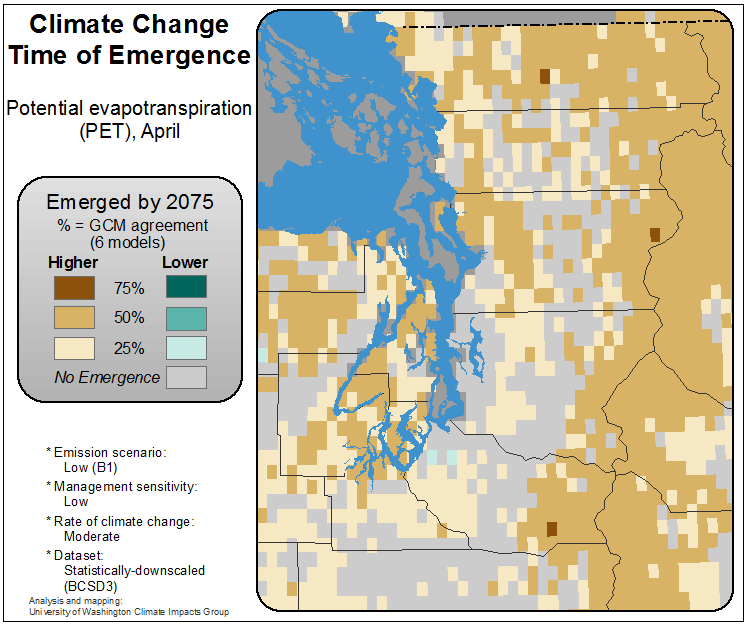 Climate Change
Time of Emergence
Potential evapotranspiration
(PET), April
Emerged by 2075
% = GCM agreement
(6 models)
Higher Lower
75%
50%
25%
No Emergence
* Emission scenario:
Low (B1)
* Management sensitivity:
Low
* Rate of climate change:
Moderate
* Dataset:
Statistically-downscaled
(BCSD3)
Analysis and mapping:
University of Washington Climate Impacts Group